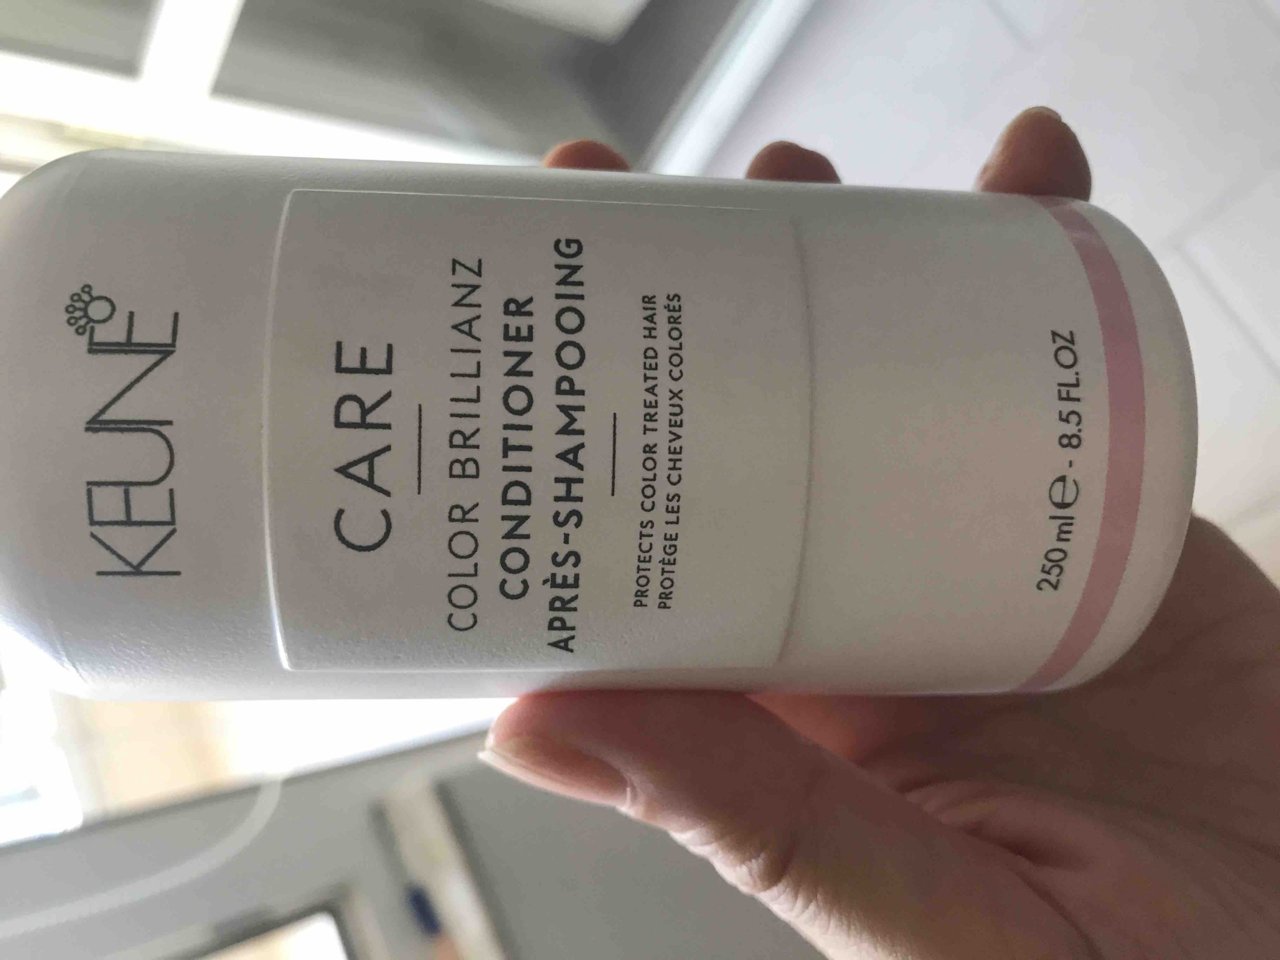 KEUNE
CARE
COLOR BRILLIANZ
CONDITIONER
APRÈS-SHAMPOOING
PROTECTS COLOR TREATED HAIR
PROTÈGE LES CHEVEUX COLORÉS
250 ml ℮ - 8.5 FL.OZ